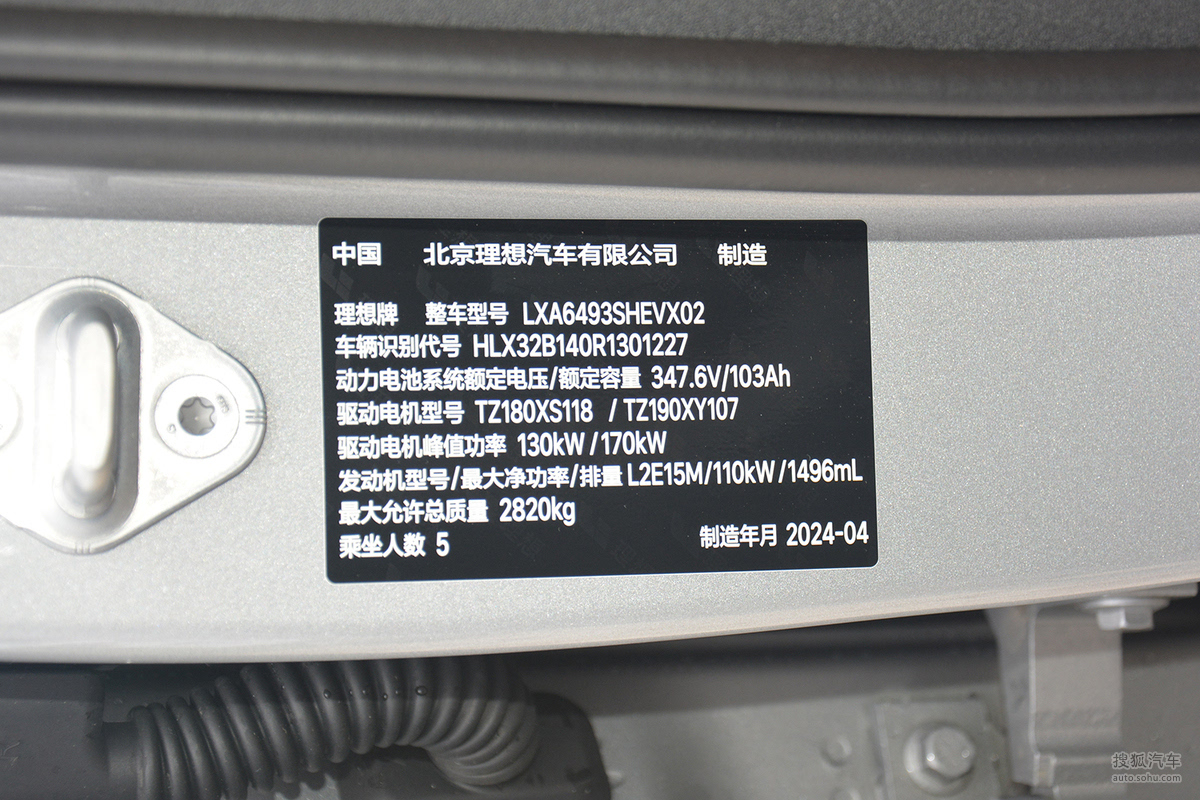 中国 北京理想汽车有限公司 制造
理想牌 整车型号 LXA6493SHEVX02
车辆识别代号 HLX32B140R1301227
动力电池系统额定电压/额定容量 347.6V/103Ah
驱动电机型号 TZ180XS118 / TZ190XY107
驱动电机峰值功率 130kW / 170kW
发动机型号/最大净功率/排量 L2E15M/110kW/1496mL
最大允许总质量 2820kg
乘坐人数 5 制造年月 2024-04
搜狐汽车
auto.sohu.com